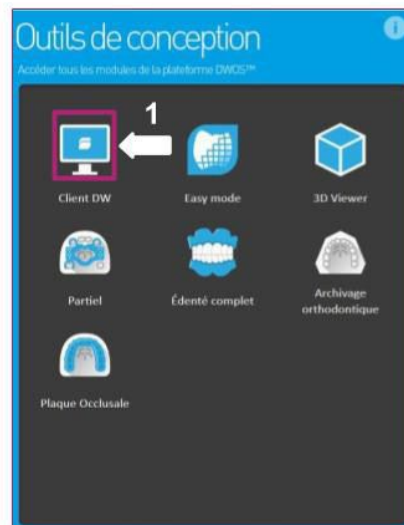 Outils de conception
i
Accéder tous les modules de la plateforme DWOS™
1
Client DW
Easy mode
3D Viewer
Partiel
Édenté complet
Archivage
orthodontique
Plaque Occlusale